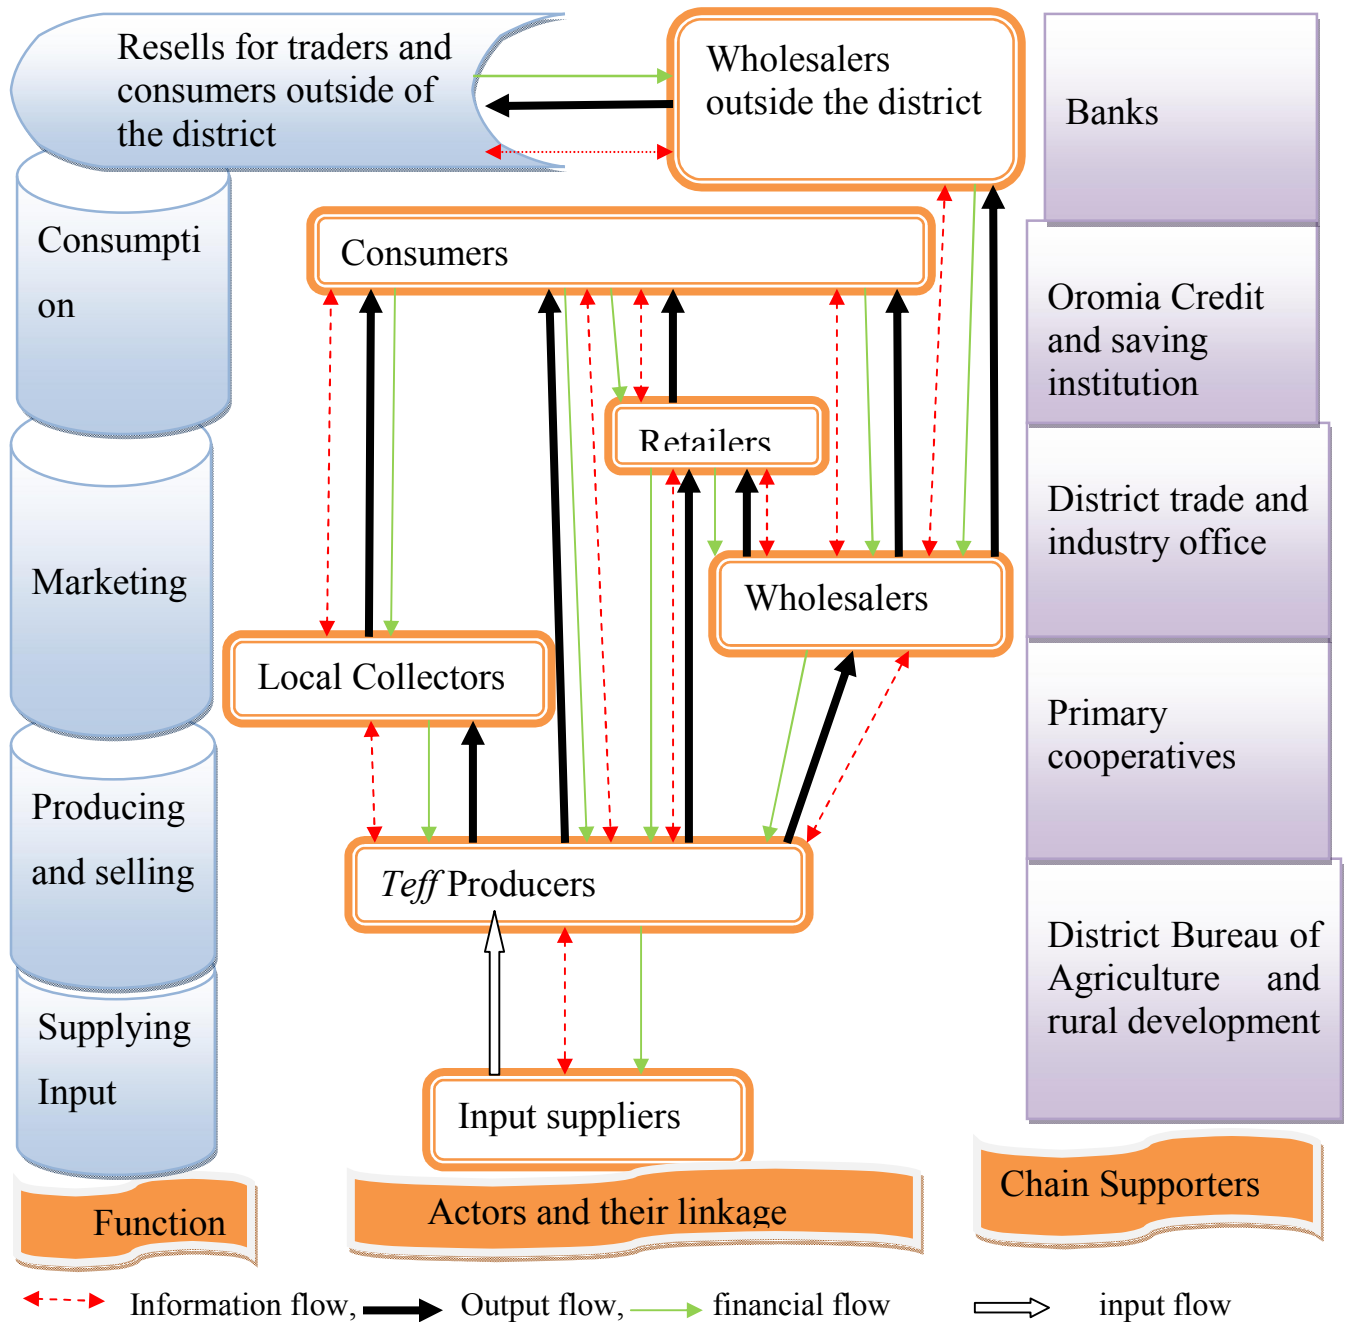 Resells for traders and
consumers outside of
the district
Wholesalers
outside the district
Banks
Consumpti
on
Consumers
Oromia Credit
and saving
institution
Retailers
District trade and
industry office
Marketing
Wholesalers
Local Collectors
Primary
cooperatives
Producing
and selling
Teff Producers
District Bureau of
Agriculture and
rural development
Supplying
Input
Input suppliers
Function
Actors and their linkage
Chain Supporters
Information flow, Output flow, financial flow input flow